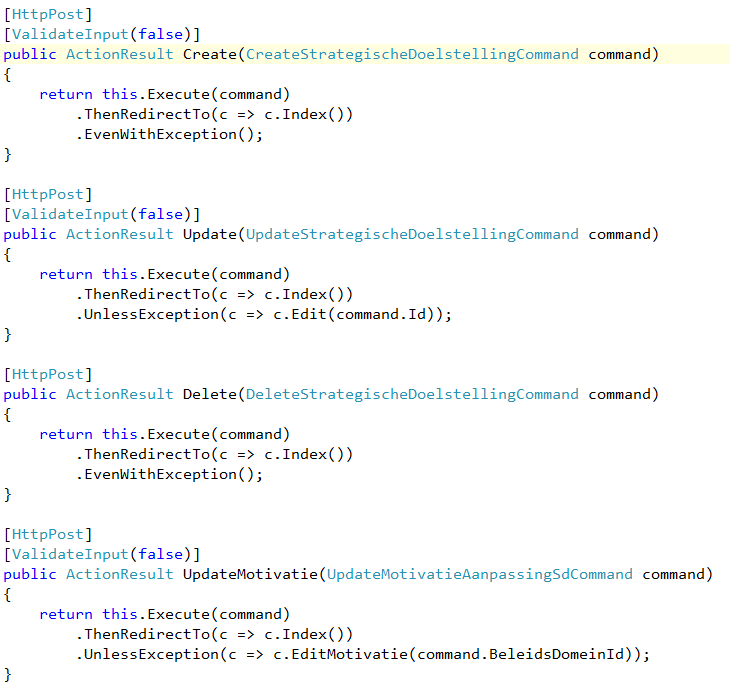 [HttpPost]
[ValidateInput(false)]
public ActionResult Create(CreateStrategischeDoelstellingCommand command)
{
    return this.Execute(command)
        .ThenRedirectTo(c => c.Index())
        .EvenWithException();
}

[HttpPost]
[ValidateInput(false)]
public ActionResult Update(UpdateStrategischeDoelstellingCommand command)
{
    return this.Execute(command)
        .ThenRedirectTo(c => c.Index())
        .UnlessException(c => c.Edit(command.Id));
}

[HttpPost]
public ActionResult Delete(DeleteStrategischeDoelstellingCommand command)
{
    return this.Execute(command)
        .ThenRedirectTo(c => c.Index())
        .EvenWithException();
}

[HttpPost]
[ValidateInput(false)]
public ActionResult UpdateMotivatie(UpdateMotivatieAanpassingSdCommand command)
{
    return this.Execute(command)
        .ThenRedirectTo(c => c.Index())
        .UnlessException(c => c.EditMotivatie(command.BeleidsDomeinId));
}